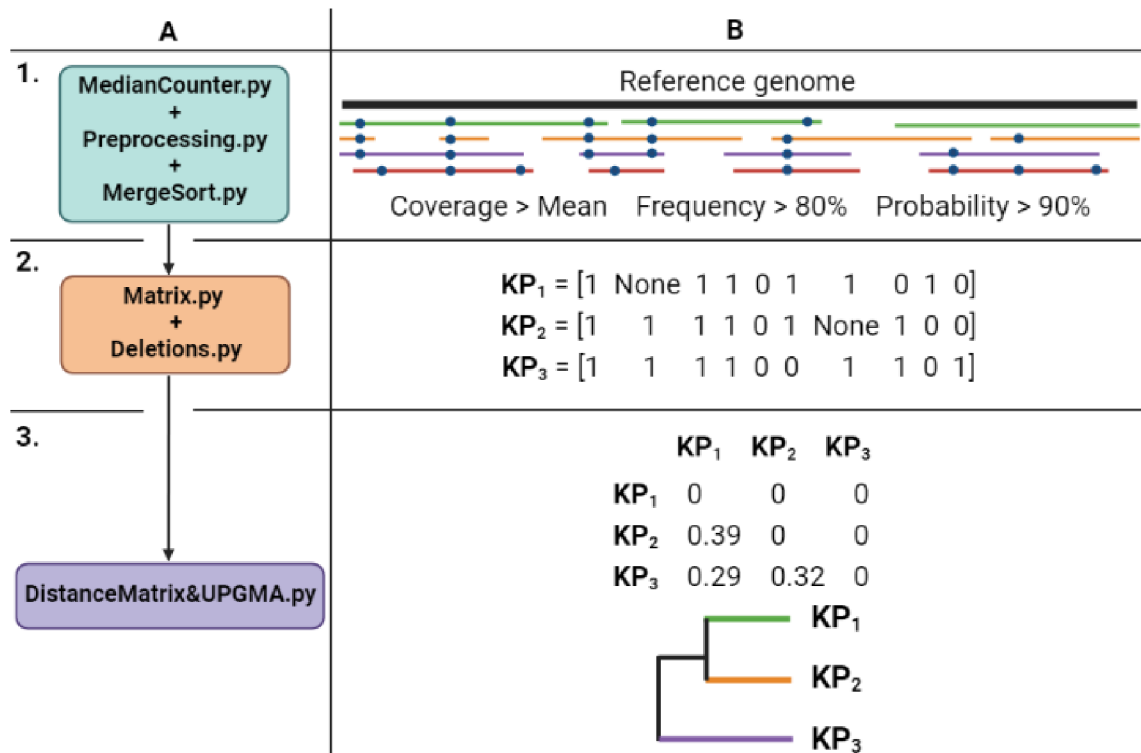 A
B
1.
MedianCounter.py
+
Preprocessing.py
+
MergeSort.py
Reference genome
Coverage > Mean Frequency > 80% Probability > 90%
2.
Matrix.py
+
Deletions.py
KP₁ = [1 None 1 1 0 1 1 0 1 0]
KP₂ = [1 1 1 1 0 1 None 1 0 0]
KP₃ = [1 1 1 1 0 0 1 1 0 1]
3.
DistanceMatrix&UPGMA.py
KP₁ KP₂ KP₃
KP₁ 0 0 0
KP₂ 0.39 0 0
KP₃ 0.29 0.32 0
KP₁
KP₂
KP₃